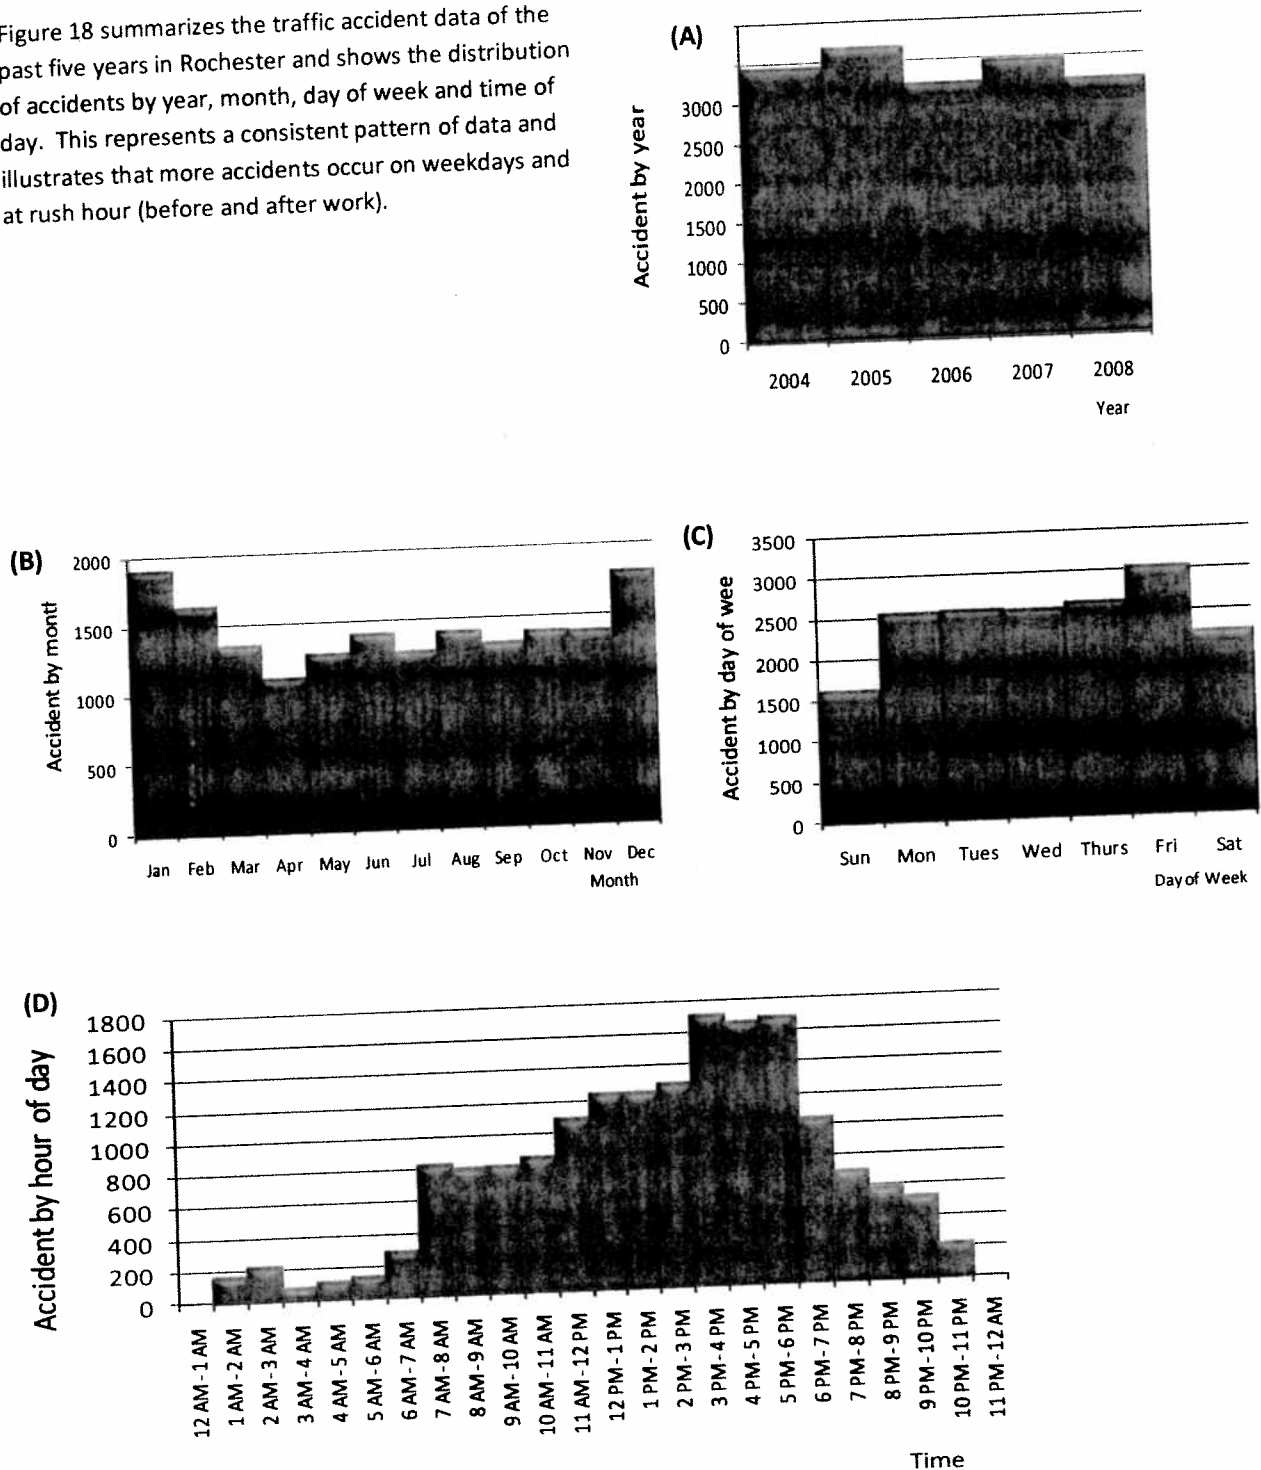 Figure 18 summarizes the traffic accident data of the
past five years in Rochester and shows the distribution
of accidents by year, month, day of week and time of
day. This represents a consistent pattern of data and
illustrates that more accidents occur on weekdays and
at rush hour (before and after work).
(A)
Accident by year
3000
2500
2000
1500
1000
500
0
2004 2005 2006 2007 2008
Year
(B)
Accident by montl
2000
1500
1000
500
0
Jan Feb Mar Apr May Jun Jul Aug Sep Oct Nov Dec
Month
(C)
Accident by day of wee
3500
3000
2500
2000
1500
1000
500
0
Sun Mon Tues Wed Thurs Fri Sat
Day of Week
(D)
Accident by hour of day
1800
1600
1400
1200
1000
800
600
400
200
0
12 AM - 1 AM
1 AM - 2 AM
2 AM - 3 AM
3 AM - 4 AM
4 AM - 5 AM
5 AM - 6 AM
6 AM - 7 AM
7 AM - 8 AM
8 AM - 9 AM
9 AM - 10 AM
10 AM - 11 AM
11 AM - 12 PM
12 PM - 1 PM
1 PM - 2 PM
2 PM - 3 PM
3 PM - 4 PM
4 PM - 5 PM
5 PM - 6 PM
6 PM - 7 PM
7 PM - 8 PM
8 PM - 9 PM
9 PM - 10 PM
10 PM - 11 PM
11 PM - 12 AM
Time